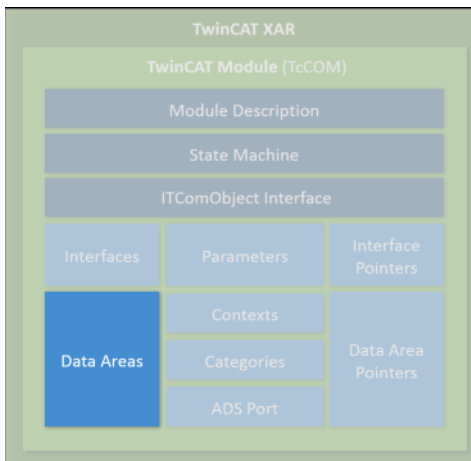 TwinCAT XAR
TwinCAT Module (TcCOM)
Module Description
State Machine
ITComObject Interface
Interfaces
Parameters
Interface
Pointers
Data Areas
Contexts
Categories
ADS Port
Data Area
Pointers